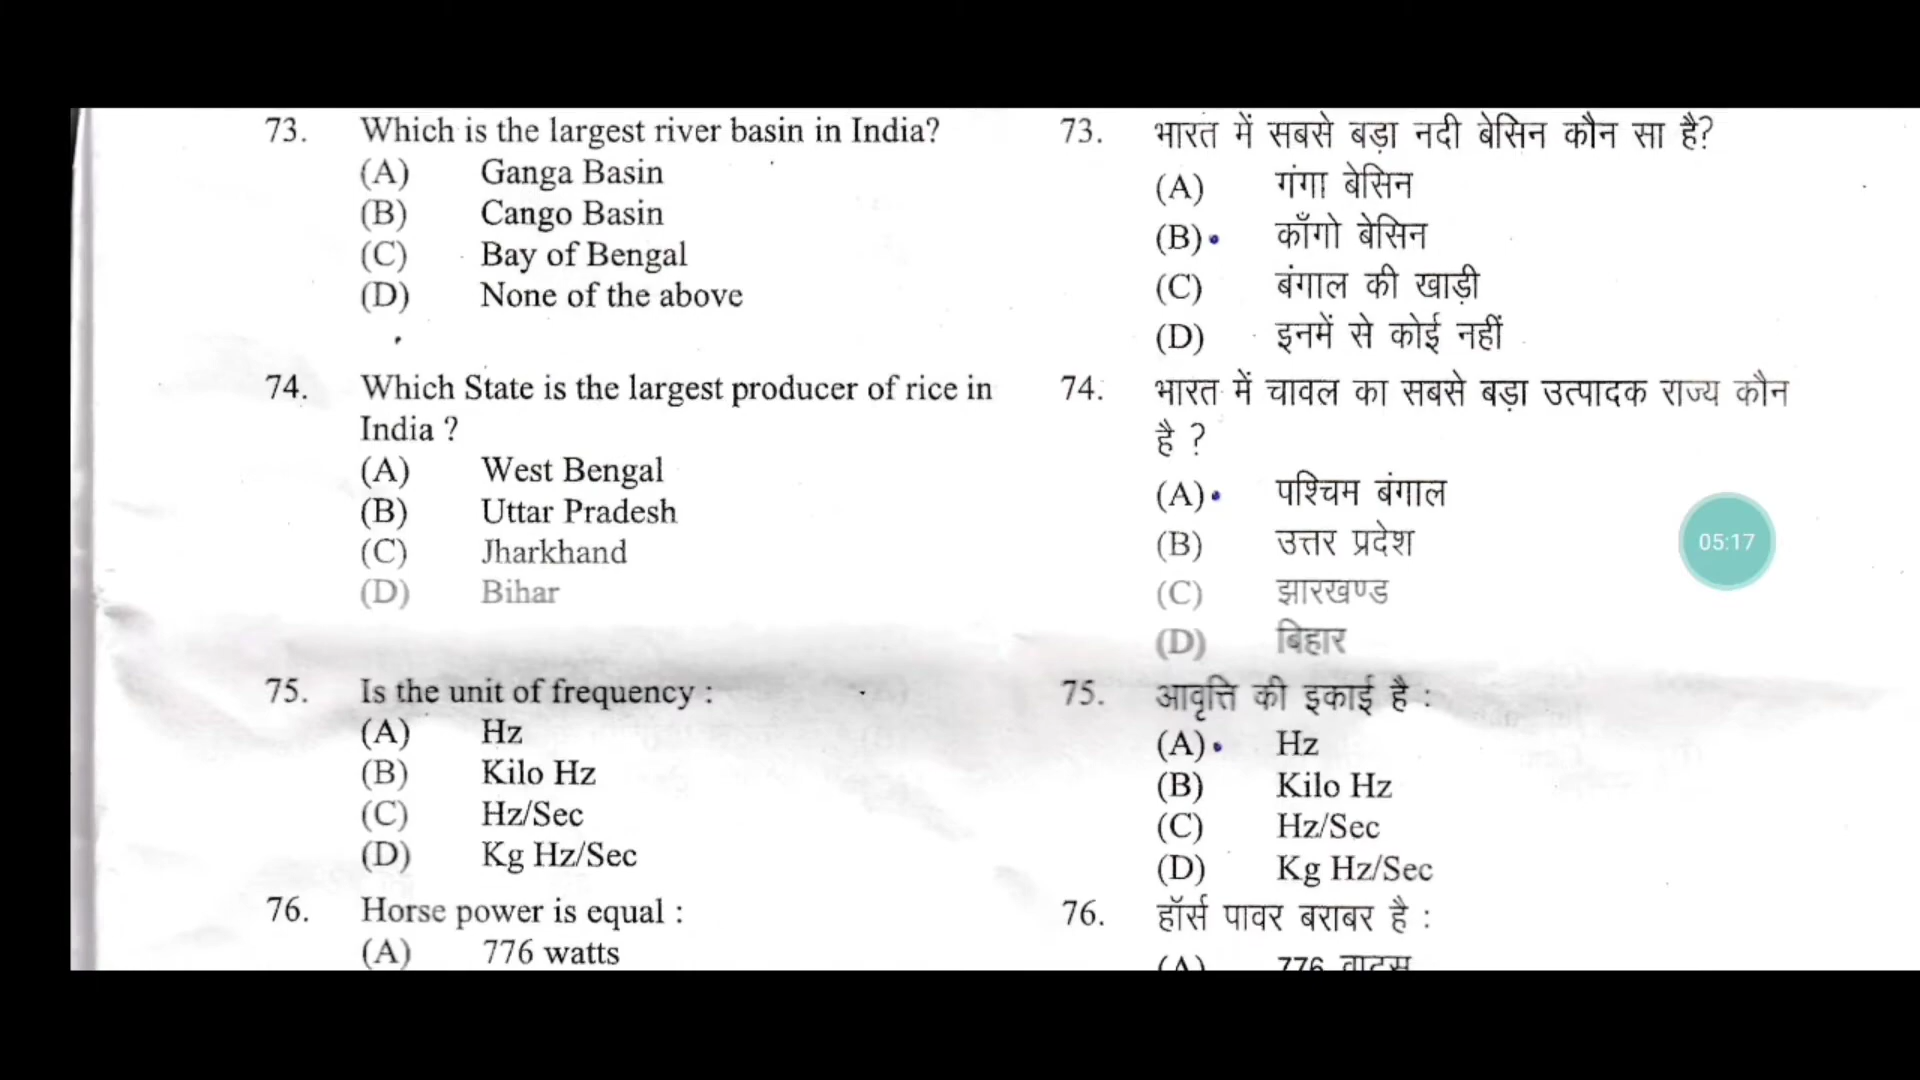 73. Which is the largest river basin in India?
(A) Ganga Basin
(B) Cango Basin
(C) Bay of Bengal
(D) None of the above
74. Which State is the largest producer of rice in
India ?
(A) West Bengal
(B) Uttar Pradesh
(C) Jharkhand
(D) Bihar
75. Is the unit of frequency :
(A) Hz
(B) Kilo Hz
(C) Hz/Sec
(D) Kg Hz/Sec
76. Horse power is equal :
(A) 776 watts
73. भारत में सबसे बड़ा नदी बेसिन कौन सा है?
(A) गंगा बेसिन
(B) काँगो बेसिन
(C) बंगाल की खाड़ी
(D) इनमें से कोई नहीं
74. भारत में चावल का सबसे बड़ा उत्पादक राज्य कौन
है ?
(A) पश्चिम बंगाल
(B) उत्तर प्रदेश
(C) झारखण्ड
(D) बिहार
75. आवृत्ति की इकाई है :
(A) Hz
(B) Kilo Hz
(C) Hz/Sec
(D) Kg Hz/Sec
76. हॉर्स पावर बराबर है :
(A) 776 वाट्स
05:17